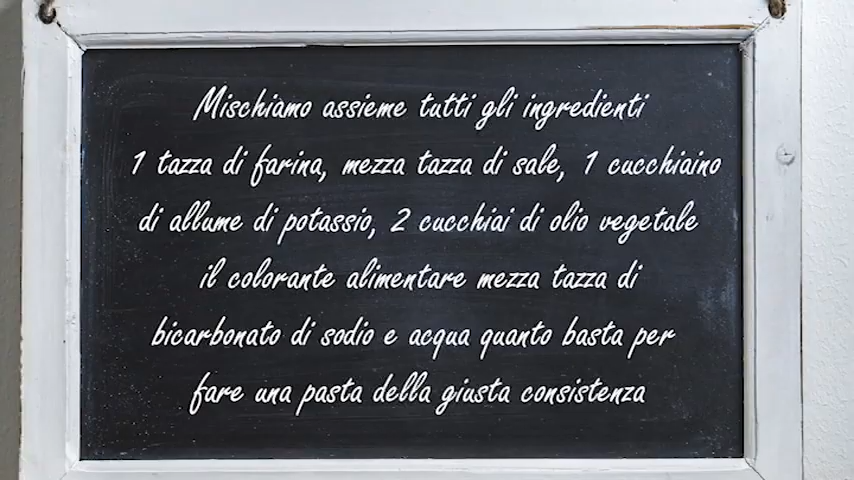 Mischiamo assieme tutti gli ingredienti
1 tazza di farina, mezza tazza di sale, 1 cucchiaino
di allume di potassio, 2 cucchiai di olio vegetale
il colorante alimentare mezza tazza di
bicarbonato di sodio e acqua quanto basta per
fare una pasta della giusta consistenza